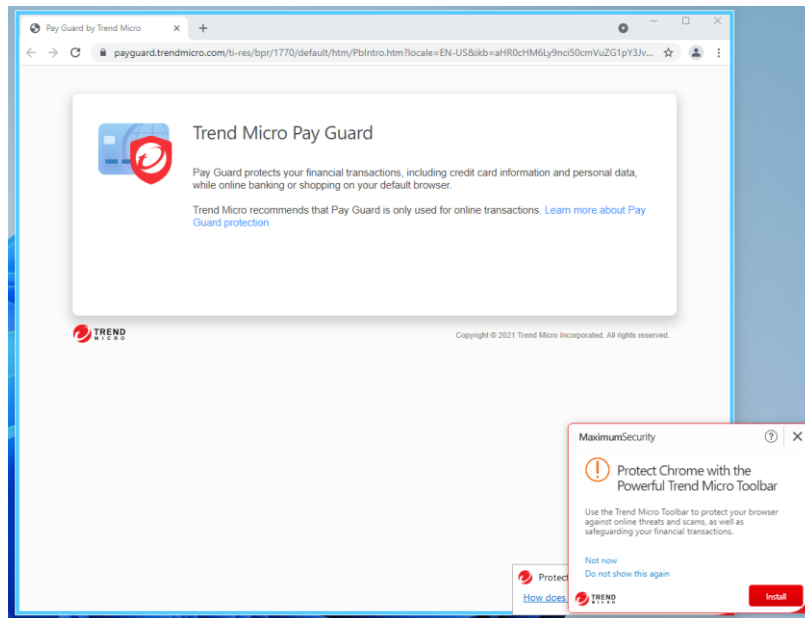 Pay Guard by Trend Micro
payguard.trendmicro.com/ti-res/bpr/1770/default/htm/PbIntro.htm?locale=EN-US&ikb=aHR0cHM6Ly9nci50cmVuZG1pY3Jv...
Trend Micro Pay Guard
Pay Guard protects your financial transactions, including credit card information and personal data,
while online banking or shopping on your default browser.
Trend Micro recommends that Pay Guard is only used for online transactions. Learn more about Pay
Guard protection
TREND
MICRO
Copyright © 2021 Trend Micro Incorporated. All rights reserved.
MaximumSecurity
Protect Chrome with the
Powerful Trend Micro Toolbar
Use the Trend Micro Toolbar to protect your browser
against online threats and scams, as well as
safeguarding your financial transactions.
Not now
Do not show this again
Install
TREND
MICRO
Protect
How does